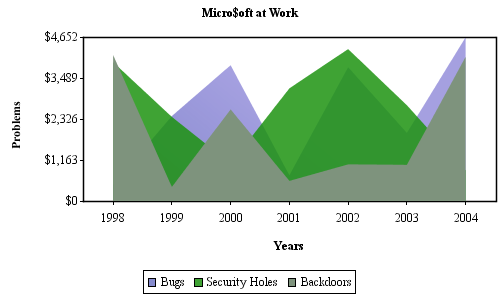 Micro$oft at Work
$4,652
$3,489
$2,326
$1,163
$0
Problems
1998 1999 2000 2001 2002 2003 2004
Years
Bugs Security Holes Backdoors